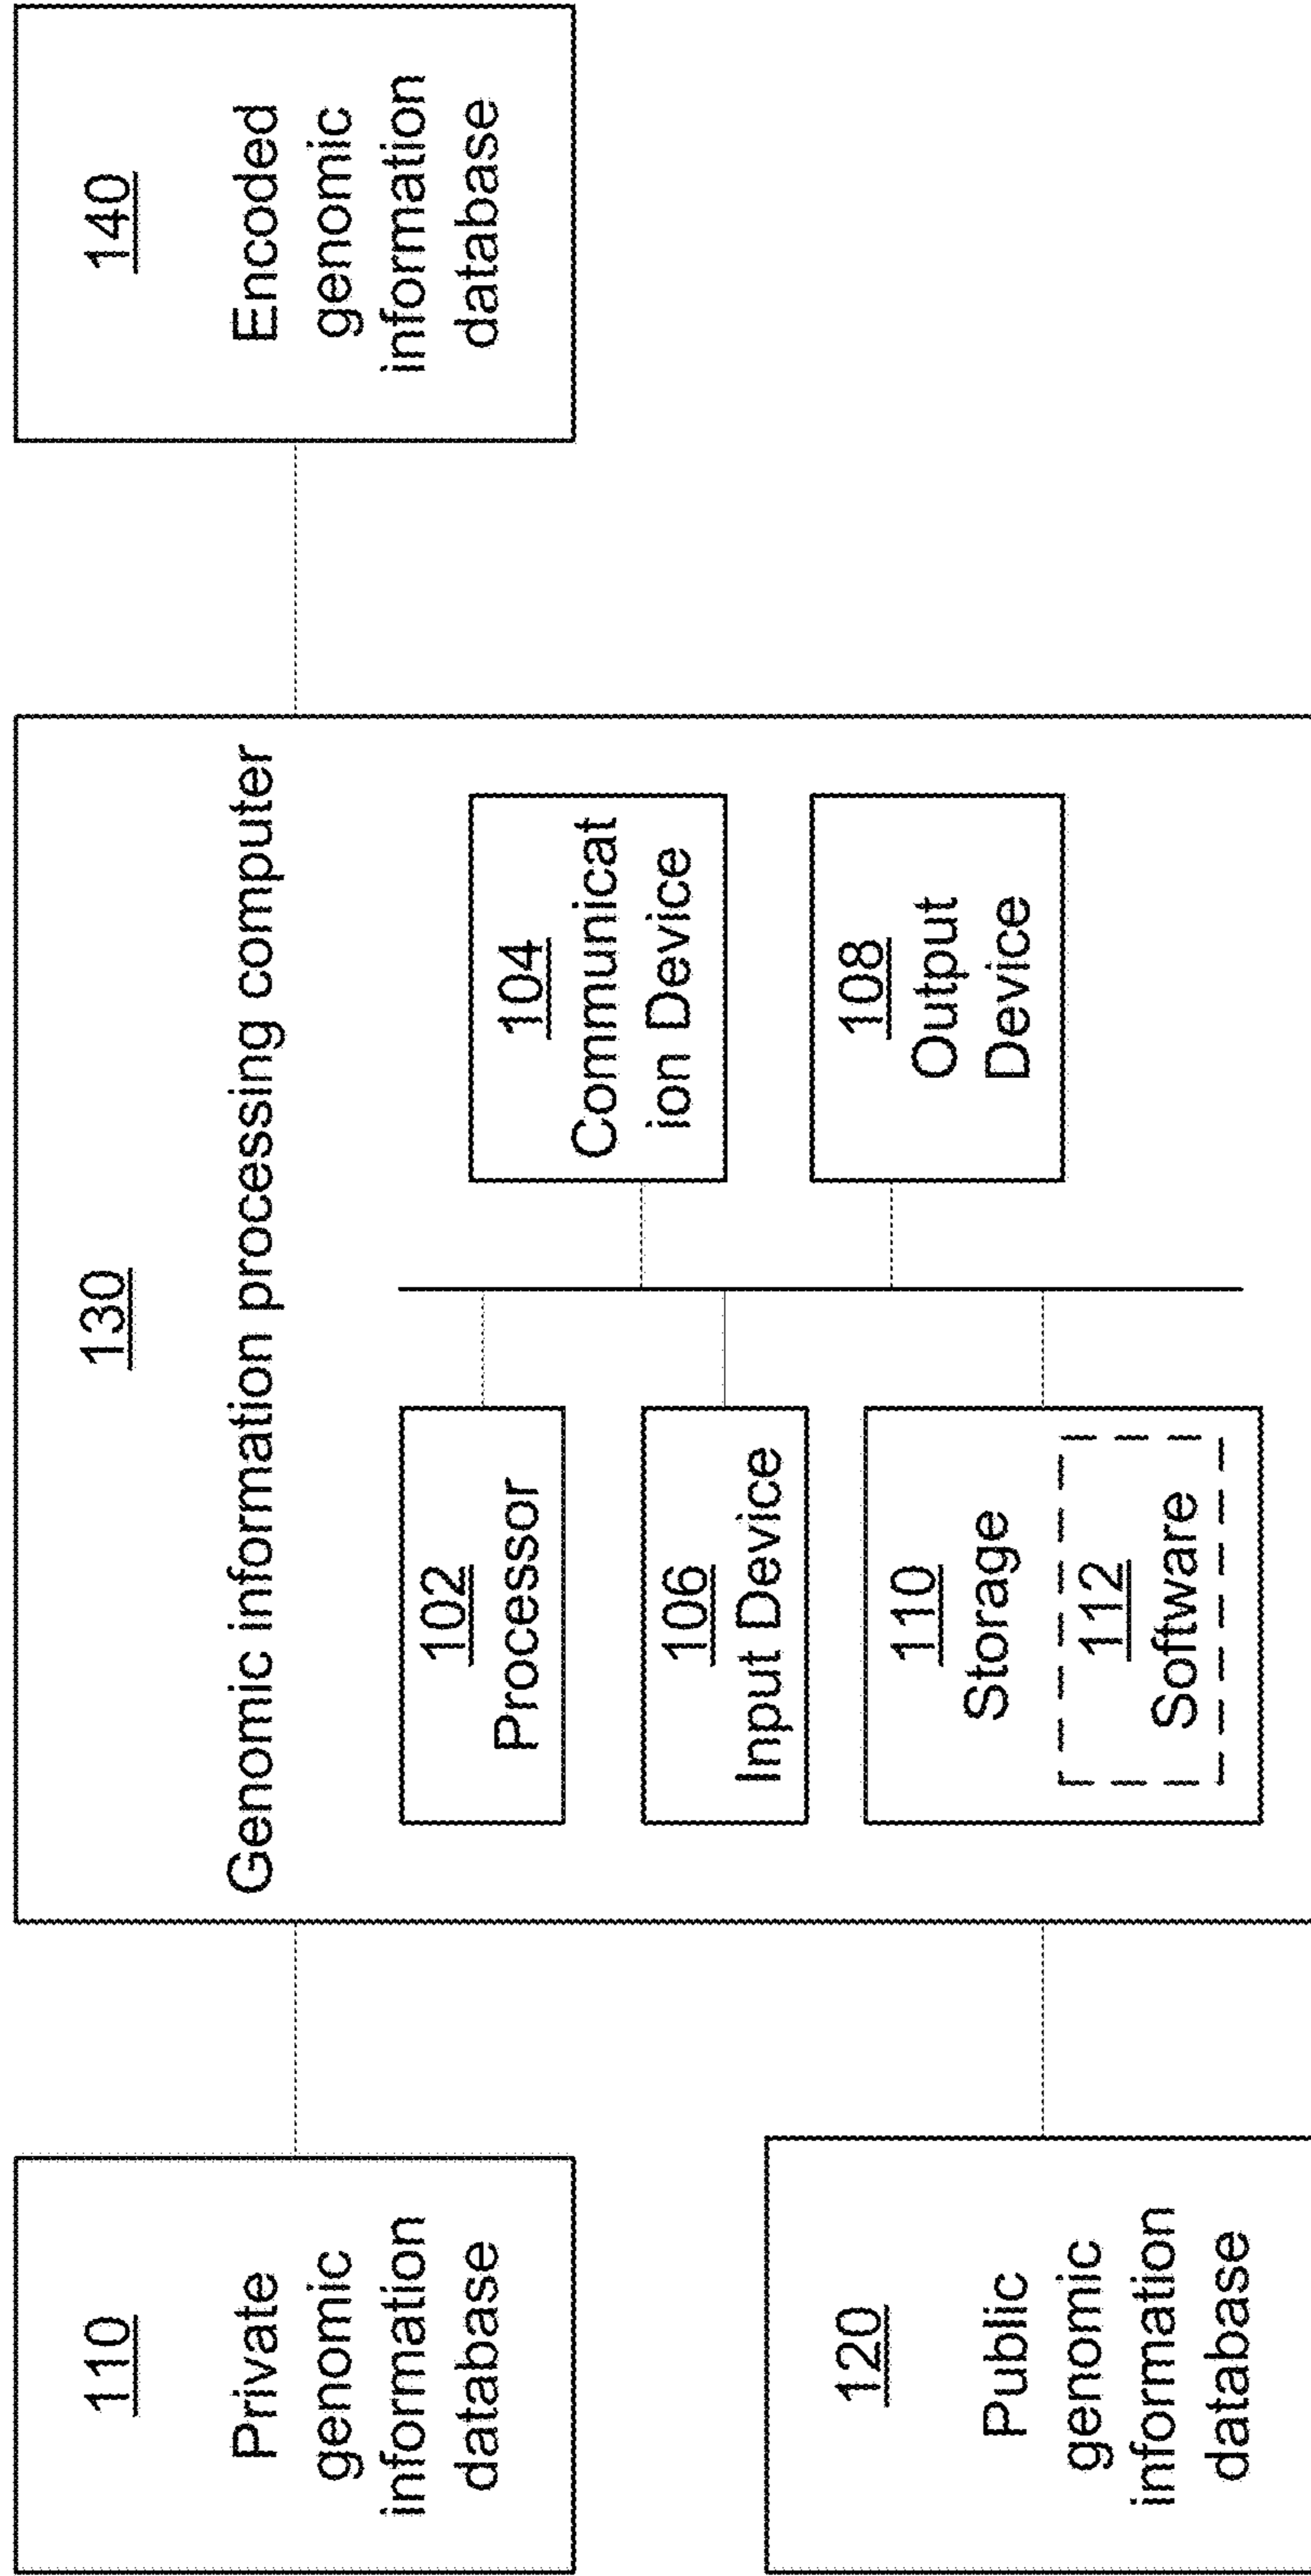 110
Private
genomic
information
database
120
Public
genomic
information
database
130
Genomic information processing computer
102
Processor
106
Input Device
110
Storage
112
Software
104
Communicat
ion Device
108
Output
Device
140
Encoded
genomic
information
database